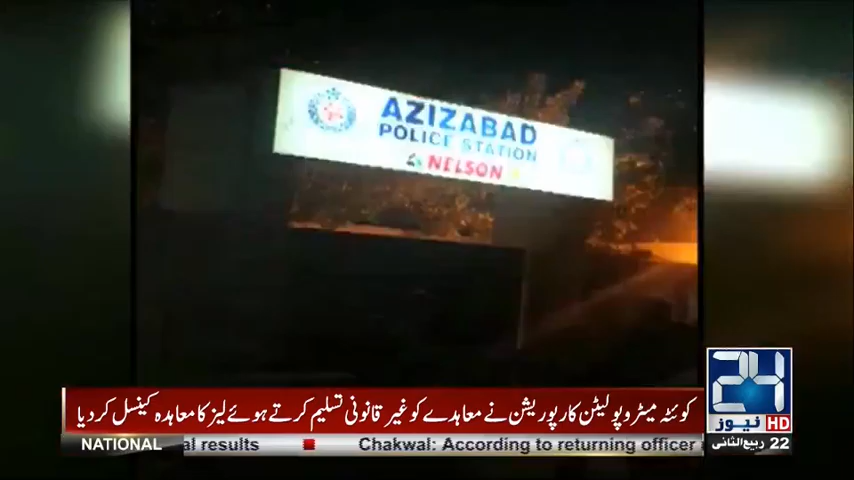 AZIZABAD
POLICE STATION
NELSON
24
نیوز HD
کوئٹہ میٹروپولیٹن کارپوریشن نے معاہدے کو غیر قانونی تسلیم کرتے ہوئے لیز کا معاہدہ کینسل کر دیا
22 ربیع الثانی
NATIONAL
al results ■ Chakwal: According to returning officer